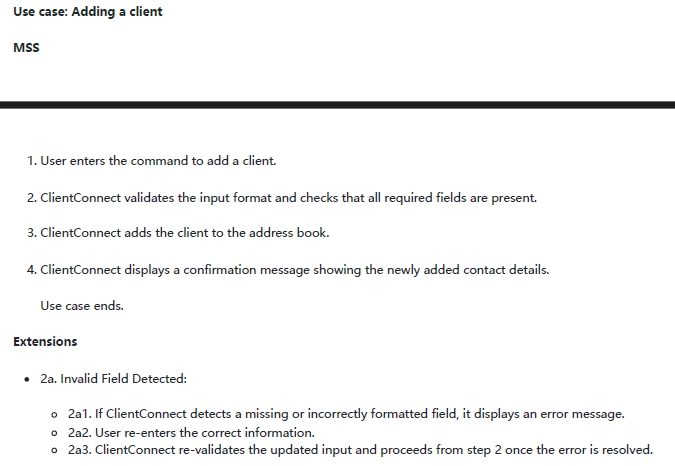 Use case: Adding a client
MSS
1. User enters the command to add a client.
2. ClientConnect validates the input format and checks that all required fields are present.
3. ClientConnect adds the client to the address book.
4. ClientConnect displays a confirmation message showing the newly added contact details.
Use case ends.
Extensions
• 2a. Invalid Field Detected:
○ 2a1. If ClientConnect detects a missing or incorrectly formatted field, it displays an error message.
○ 2a2. User re-enters the correct information.
○ 2a3. ClientConnect re-validates the updated input and proceeds from step 2 once the error is resolved.